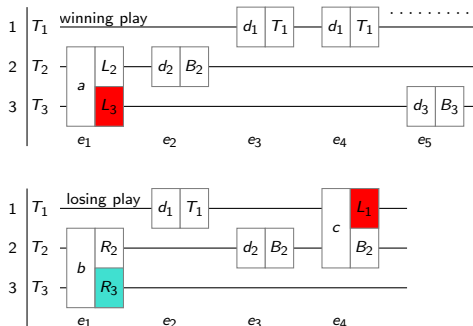 winning play
1 T₁ d₁ T₁ d₁ T₁ . . . . . . . . .
2 T₂ a L₂ d₂ B₂
3 T₃ L₃ d₃ B₃
e₁ e₂ e₃ e₄ e₅
losing play
1 T₁ d₁ T₁ c L₁
2 T₂ b R₂ d₂ B₂ B₂
3 T₃ R₃
e₁ e₂ e₃ e₄